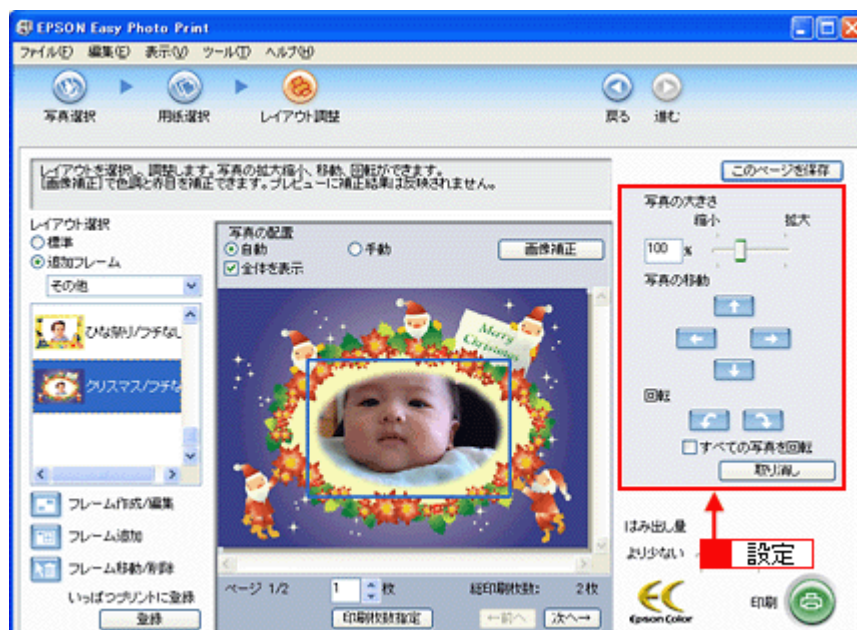 EPSON Easy Photo Print
ファイル(F) 編集(E) 表示(V) ツール(T) ヘルプ(H)
写真選択 用紙選択 レイアウト調整 戻る 進む
レイアウトを選択し、調整します。写真の拡大縮小、移動、回転ができます。
[画像補正]で色調と赤目を補正できます。プレビューに補正結果は反映されません。
このページを保存
レイアウト選択
標準
追加フレーム
その他
ひな祭り/フチなし
クリスマス/フチな
フレーム作成/編集
フレーム追加
フレーム移動/削除
いっぱつプリントに登録
登録
写真の配置
自動 手動 画像補正
全体を表示
Merry
Christmas
ページ 1/2 1 枚 総印刷枚数: 2枚
印刷枚数指定 ←前へ 次へ→
写真の大きさ
縮小 拡大
100 %
写真の移動
回転
すべての写真を回転
取り消し
はみ出し量
より少ない
設定
Epson Color
印刷